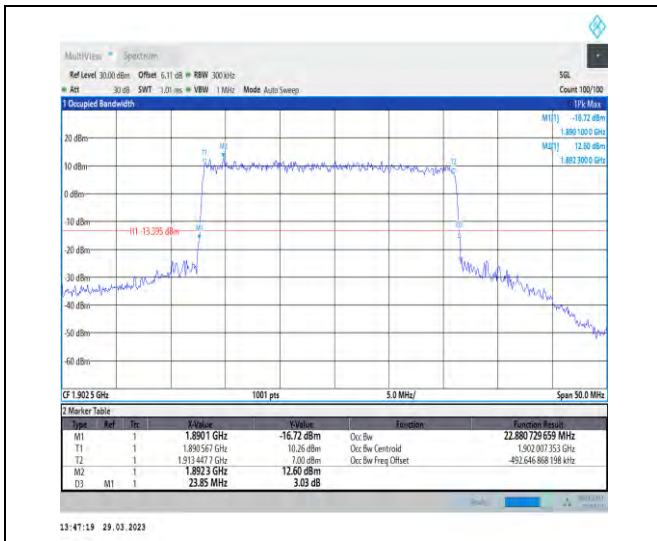 MultiView Spectrum
Ref Level 30.00 dBm Offset 6.11 dB RBW 300 kHz SGL
Att 30 dB SWT 1.01 ms VBW 1 MHz Mode Auto Sweep Count 100/100
1 Occupied Bandwidth 1Pk Max
M1[1] -16.72 dBm
1.890 100 0 GHz
M2[1] 12.60 dBm
1.892 300 0 GHz
20 dBm
T1
M2
T2
10 dBm
0 dBm
-10 dBm
H1 -13.395 dBm
M1
D3
-20 dBm
-30 dBm
-40 dBm
-50 dBm
-60 dBm
CF 1.902 5 GHz 1001 pts 5.0 MHz/ Span 50.0 MHz
2 Marker Table
Type Ref Trc X-Value Y-Value Function Function Result
M1 1 1.8901 GHz -16.72 dBm Occ Bw 22.880 729 659 MHz
T1 1 1.890 567 GHz 10.26 dBm Occ Bw Centroid 1.902 007 353 GHz
T2 1 1.913 447 7 GHz 7.00 dBm Occ Bw Freq Offset -492.646 868 198 kHz
M2 1 1.8923 GHz 12.60 dBm
D3 M1 1 23.85 MHz 3.03 dB
13:47:19 29.03.2023